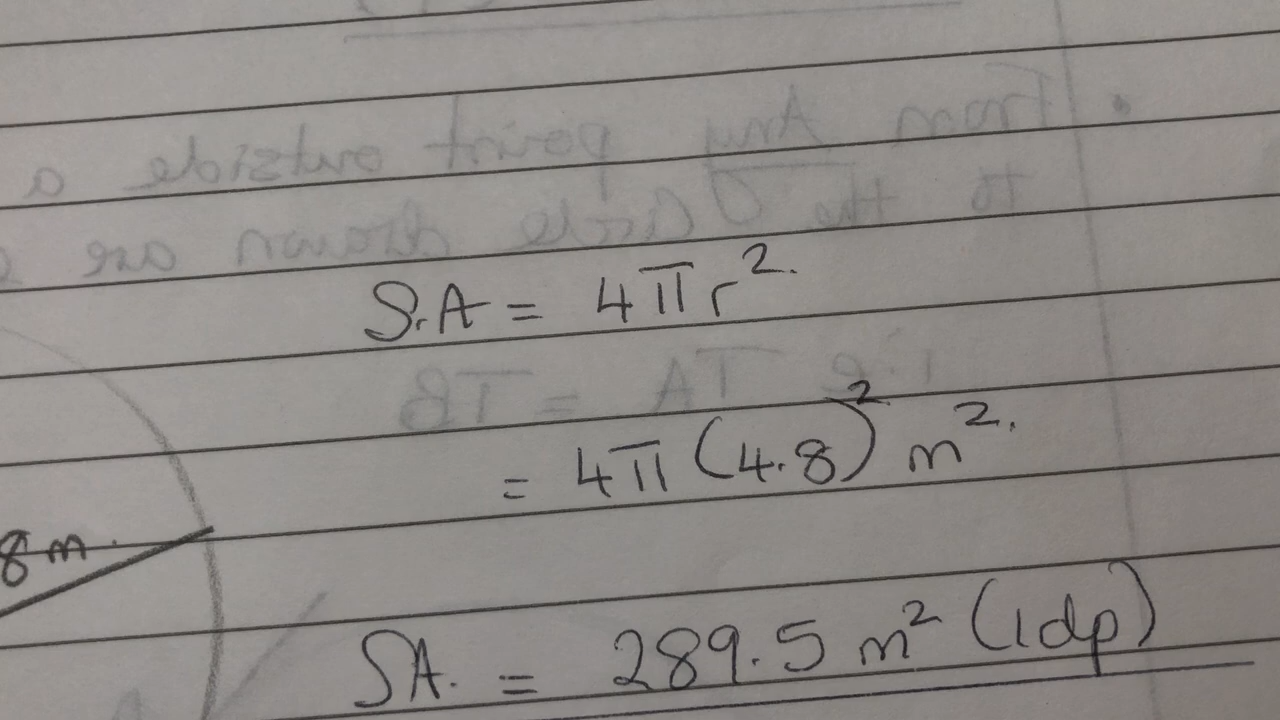 S.A = 4πr².
= 4π(4.8)² m².
8m.
SA. = 289.5 m² (1dp)